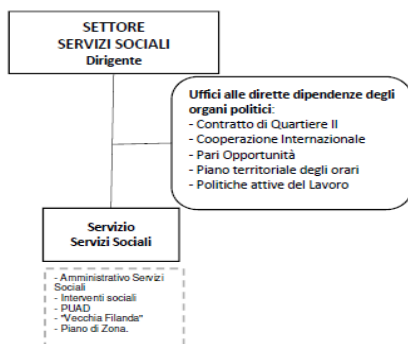 SETTORE
SERVIZI SOCIALI
Dirigente
Uffici alle dirette dipendenze degli
organi politici:
- Contratto di Quartiere II
- Cooperazione Internazionale
- Pari Opportunità
- Piano territoriale degli orari
- Politiche attive del Lavoro
Servizio
Servizi Sociali
- Amministrativo Servizi
Sociali
- Interventi sociali
- PUAD
- "Vecchia Filanda"
- Piano di Zona.